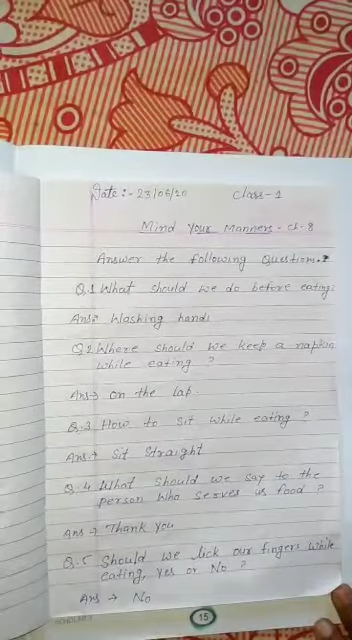 Date :- 23/06/20 Class - 1
Mind Your Manners - ch - 8
Answer the following Question.?
Q.1 What should we do before eating?
Ans:- Washing hands
Q.2 Where should we keep a napkin
while eating ?
Ans → on the lap.
Q.3 How to sit while eating ?
Ans → Sit straight
Q.4 What should we say to the
person who serves us food ?
Ans → Thank you
Q.5 Should we lick our fingers while
eating, Yes or No ?
Ans → No
15